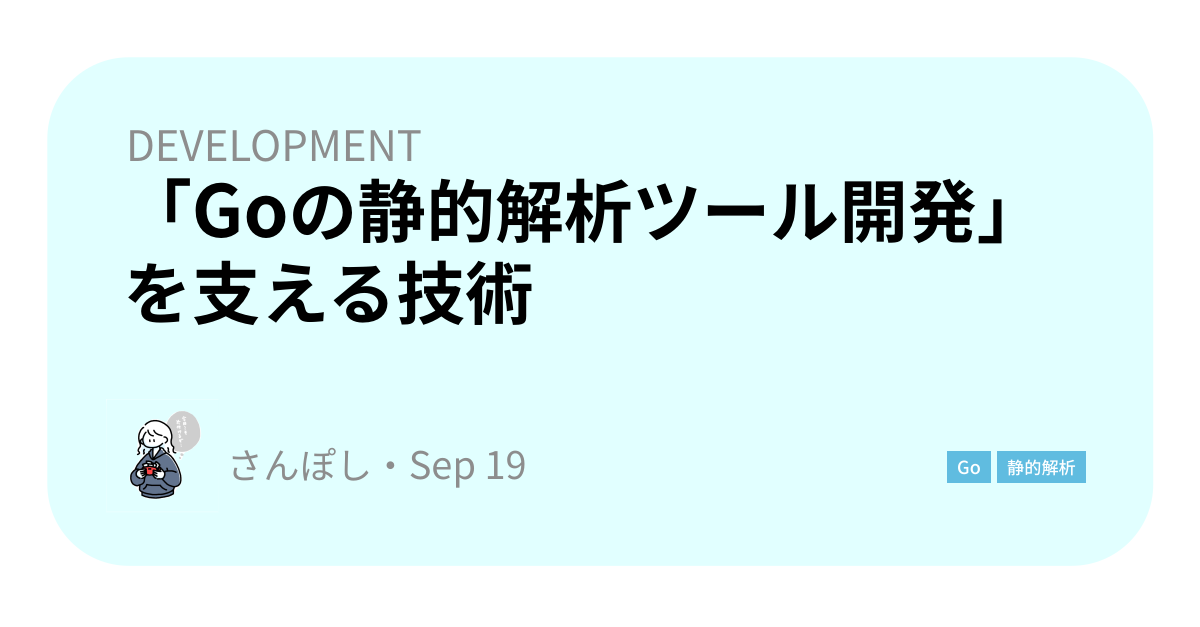 DEVELOPMENT
「Goの静的解析ツール開発」
を支える技術
さんぽし・Sep 19
Go
静的解析